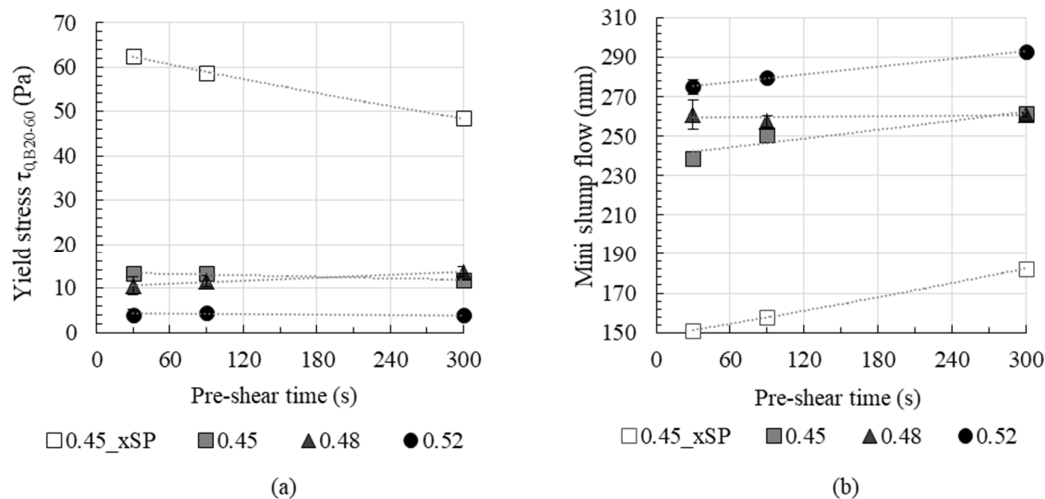 70
60
50
40
30
20
10
0
Yield stress τ0,B20-60 (Pa)
0 60 120 180 240 300
Pre-shear time (s)
0.45_xSP 0.45 0.48 0.52
(a)
310
290
270
250
230
210
190
170
150
Mini slump flow (mm)
0 60 120 180 240 300
Pre-shear time (s)
0.45_xSP 0.45 0.48 0.52
(b)